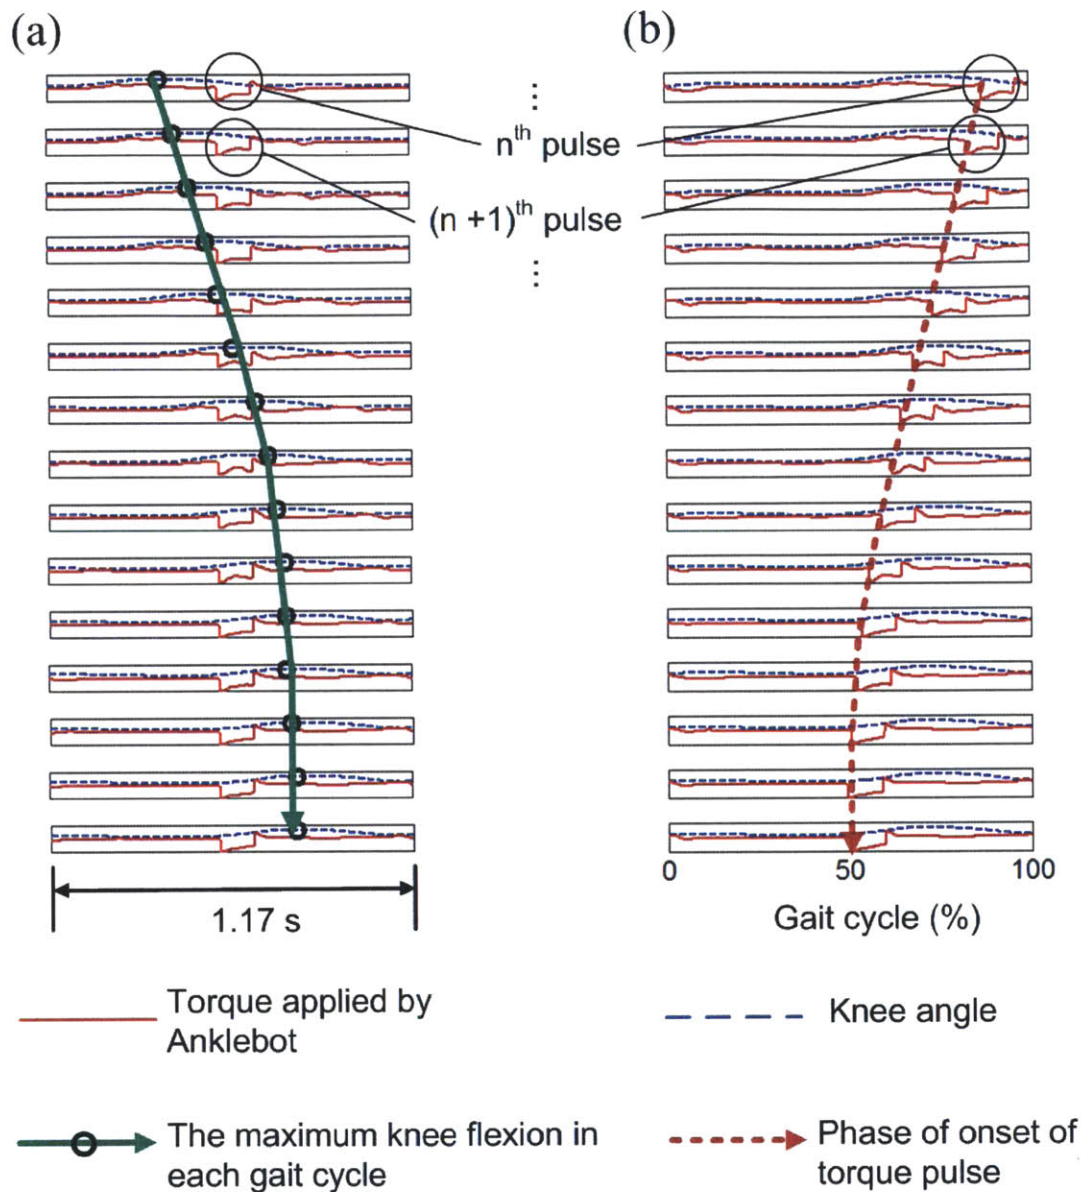 (a)
(b)
⋮
nᵗʰ pulse
(n +1)ᵗʰ pulse
⋮
0
50
100
1.17 s
Gait cycle (%)
Torque applied by
Anklebot
Knee angle
The maximum knee flexion in
each gait cycle
Phase of onset of
torque pulse